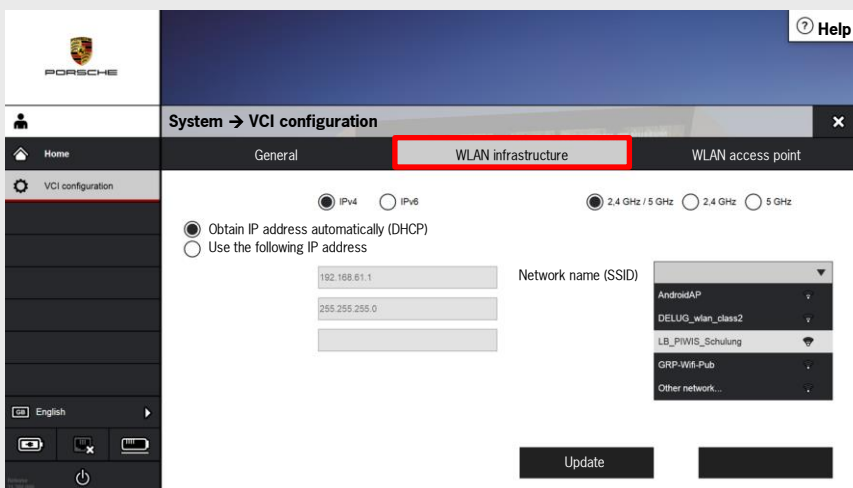 ? Help
PORSCHE
System → VCI configuration
×
Home
General
WLAN infrastructure
WLAN access point
VCI configuration
IPv4
IPv6
2,4 GHz / 5 GHz
2,4 GHz
5 GHz
Obtain IP address automatically (DHCP)
Use the following IP address
192.168.61.1
Network name (SSID)
255.255.255.0
AndroidAP
DELUG_wlan_class2
LB_PIWIS_Schulung
GRP-Wifi-Pub
Other network...
GB English
Update